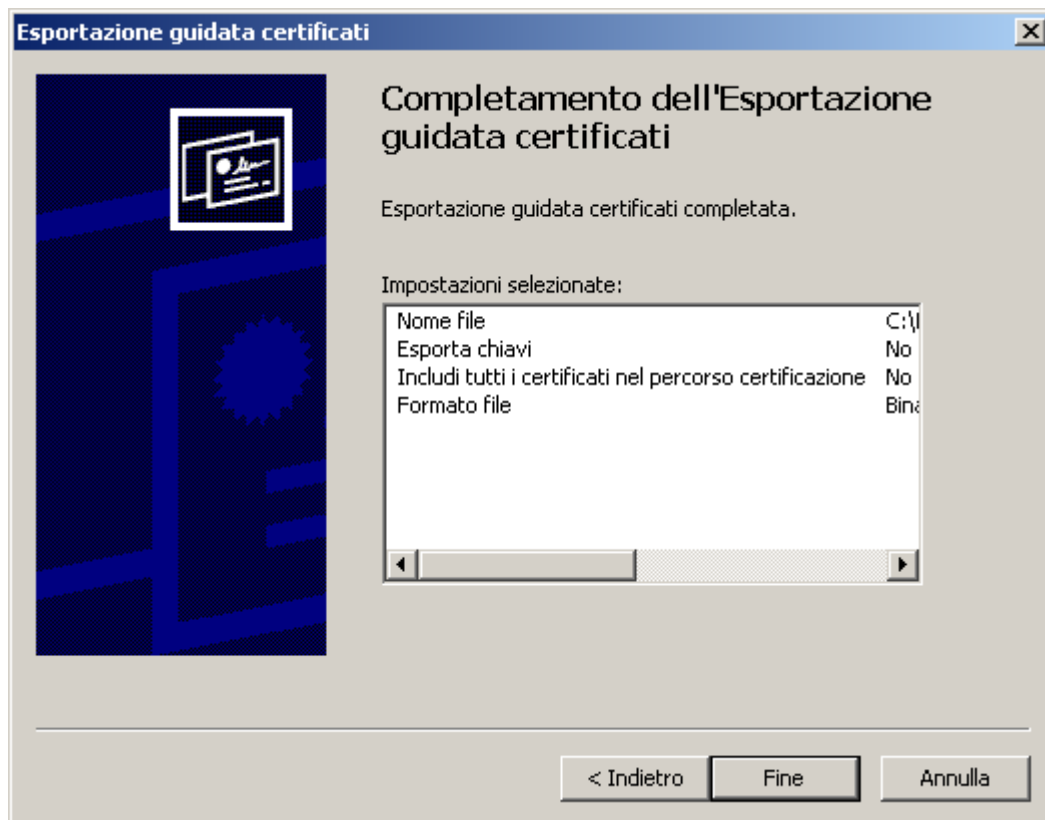 Esportazione guidata certificati
Completamento dell'Esportazione
guidata certificati
Esportazione guidata certificati completata.
Impostazioni selezionate:
Nome file C:\
Esporta chiavi No
Includi tutti i certificati nel percorso certificazione No
Formato file Bina
< Indietro Fine Annulla